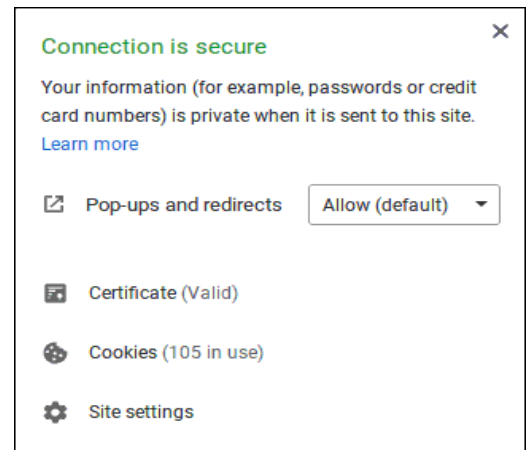 Connection is secure
Your information (for example, passwords or credit
card numbers) is private when it is sent to this site.
Learn more
Pop-ups and redirects Allow (default)
Certificate (Valid)
Cookies (105 in use)
Site settings